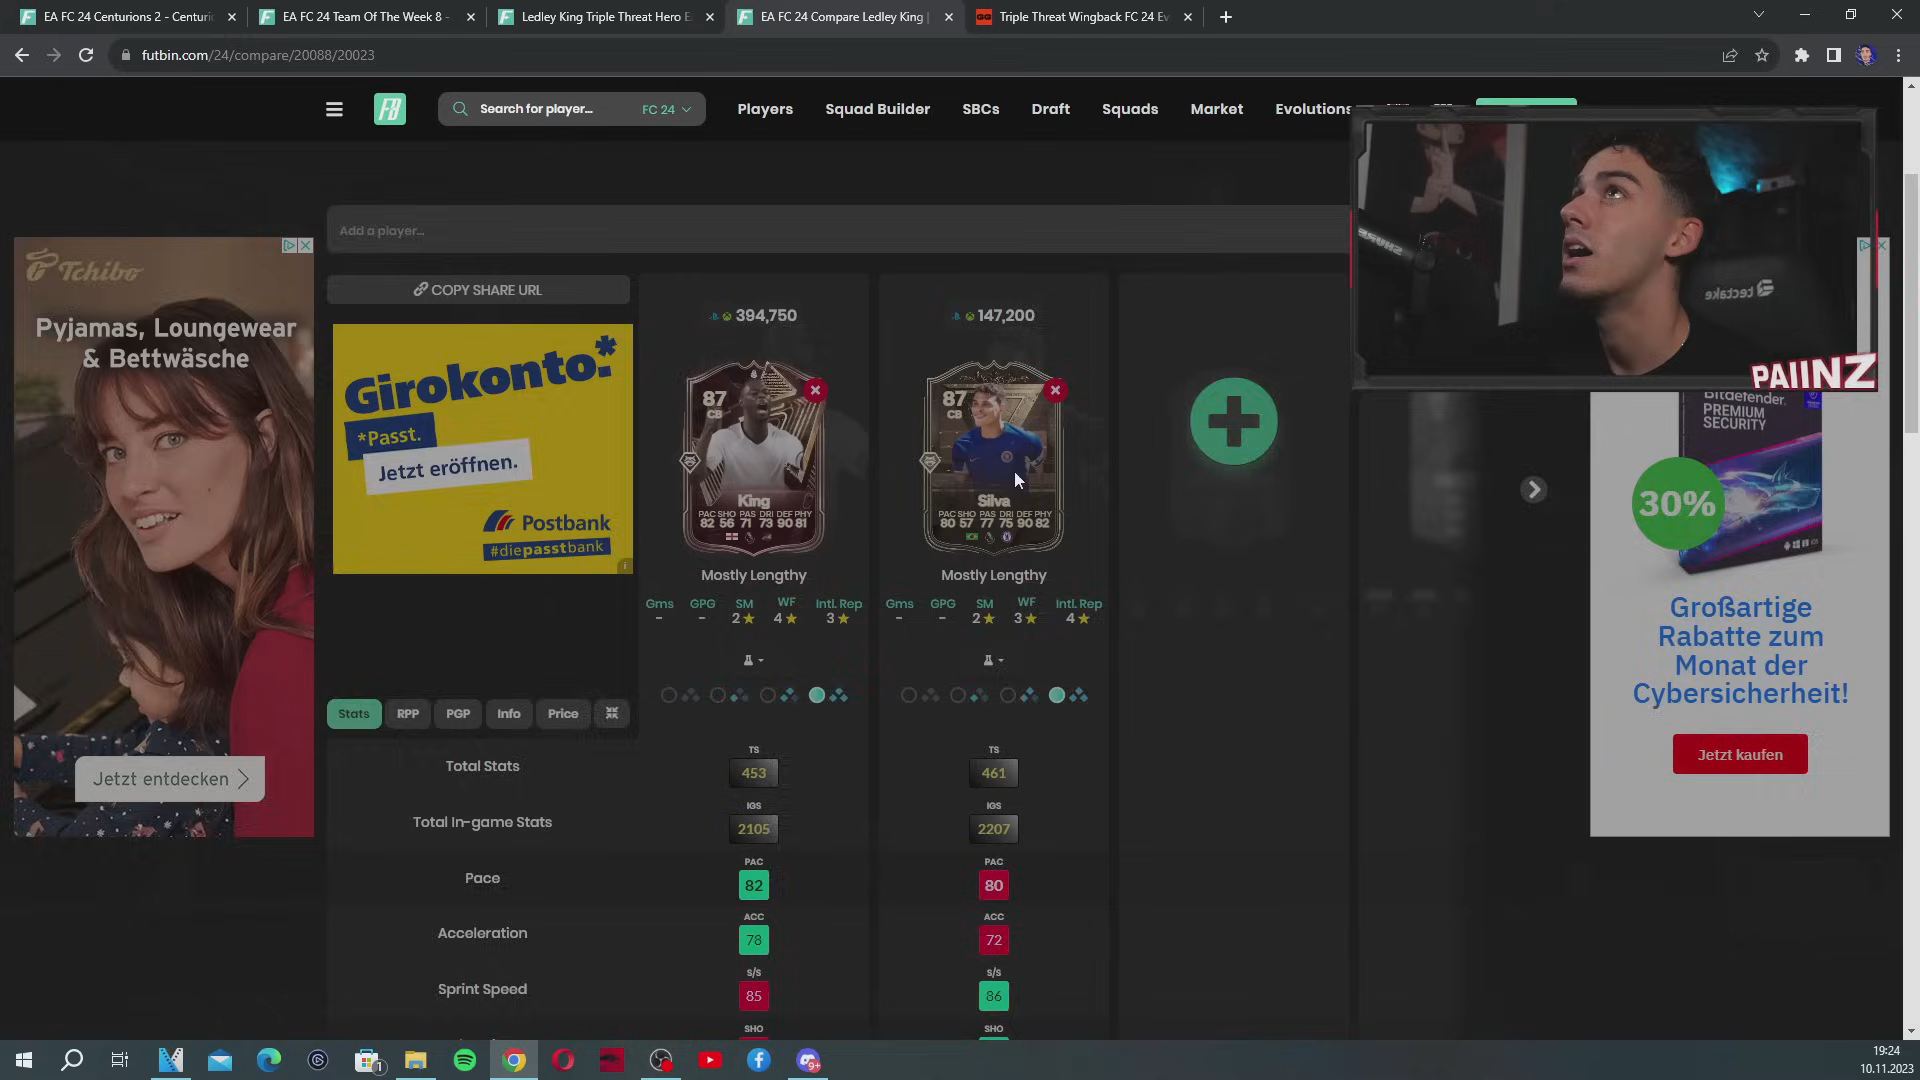 EA FC 24 Centurions 2 - Centuri
EA FC 24 Team Of The Week 8 -
Ledley King Triple Threat Hero E
EA FC 24 Compare Ledley King |
Triple Threat Wingback FC 24 Ev
futbin.com/24/compare/20088/20023
FB
Search for player...
FC 24
Players
Squad Builder
SBCs
Draft
Squads
Market
Evolutions
Add a player...
COPY SHARE URL
Tchibo
Pyjamas, Loungewear
& Bettwäsche
Jetzt entdecken
Girokonto.*
*Passt.
Jetzt eröffnen.
Postbank
#diepasstbank
394,750
147,200
87
CB
King
PAC SHO PAS DRI DEF PHY
82 56 71 73 90 81
87
CB
Silva
PAC SHO PAS DRI DEF PHY
80 57 77 75 90 82
Mostly Lengthy
Mostly Lengthy
Gms GPG SM WF Intl. Rep
- - 2 4 3
Gms GPG SM WF Intl. Rep
- - 2 3 4
Stats
RPP
PGP
Info
Price
Total Stats
TS
453
TS
461
Total In-game Stats
IGS
2105
IGS
2207
Pace
PAC
82
PAC
80
Acceleration
ACC
78
ACC
72
Sprint Speed
S/S
85
S/S
86
SHO
SHO
SHURE
tectake
PAIINZ
Bitdefender
PREMIUM
SECURITY
30%
Großartige
Rabatte zum
Monat der
Cybersicherheit!
Jetzt kaufen
1
9+
19:24
10.11.2023